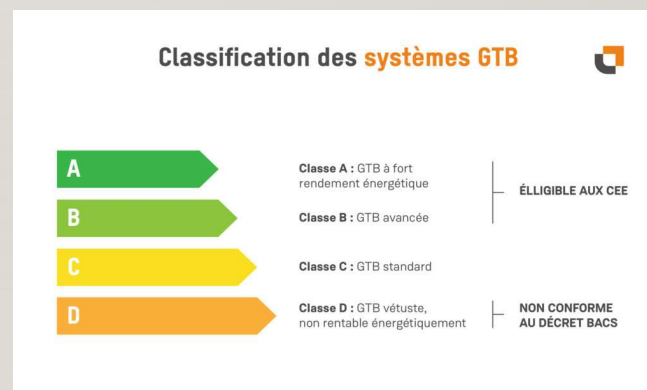 Classification des systèmes GTB
A
Classe A : GTB à fort
rendement énergétique
ÉLLIGIBLE AUX CEE
B
Classe B : GTB avancée
C
Classe C : GTB standard
D
Classe D : GTB vétuste,
non rentable énergétiquement
NON CONFORME
AU DÉCRET BACS